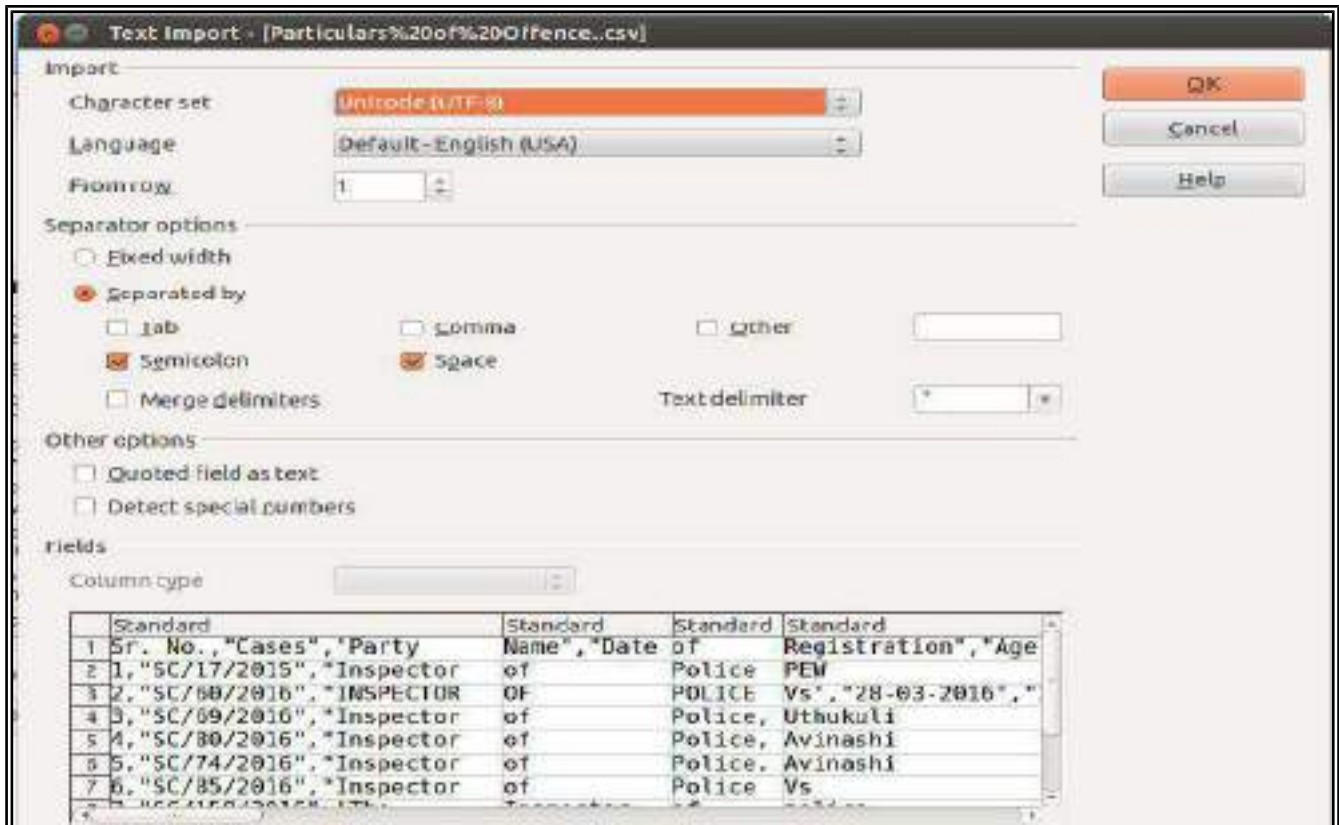 Text Import - [Particulars%20of%20Offence..csv]
Import
OK
Character set Unicode (UTF-8)
Cancel
Language Default - English (USA)
Help
From row 1
Separator options
Fixed width
Separated by
Tab Comma Other
Semicolon Space
Merge delimiters Text delimiter "
Other options
Quoted field as text
Detect special numbers
Fields
Column type
Standard Standard Standard Standard
1 Sr. No.,"Cases","Party Name","Date of Registration","Age
2 1,"SC/17/2015","Inspector of Police PEW
3 2,"SC/60/2016","INSPECTOR OF POLICE Vs","28-03-2016","
4 3,"SC/69/2016","Inspector of Police, Uthukuli
5 4,"SC/80/2016","Inspector of Police, Avinashi
6 5,"SC/74/2016","Inspector of Police, Avinashi
7 6,"SC/85/2016","Inspector of Police Vs